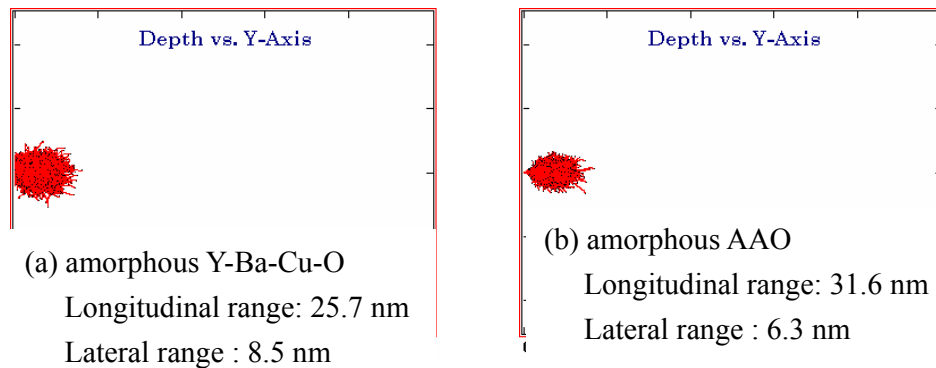 Depth vs. Y-Axis
(a) amorphous Y-Ba-Cu-O
Longitudinal range: 25.7 nm
Lateral range : 8.5 nm
Depth vs. Y-Axis
(b) amorphous AAO
Longitudinal range: 31.6 nm
Lateral range : 6.3 nm